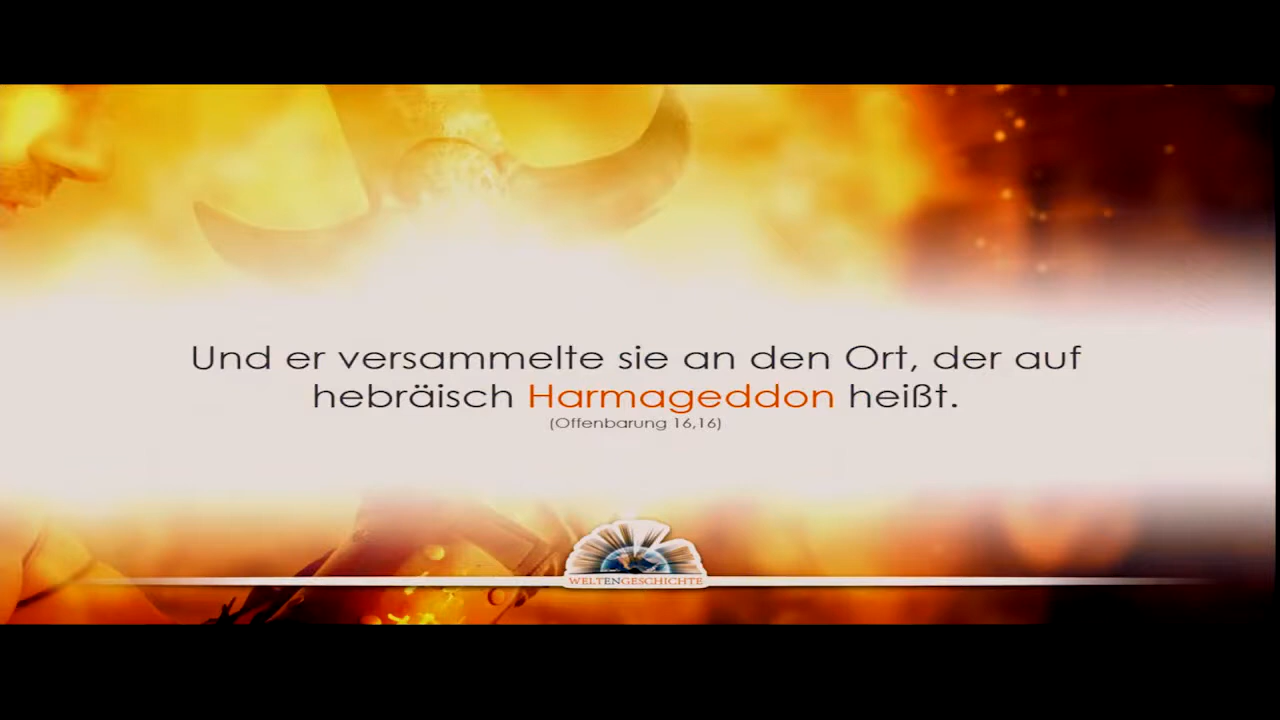 Und er versammelte sie an den Ort, der auf
hebräisch Harmageddon heißt.
(Offenbarung 16,16)
WELTENGESCHICHTE